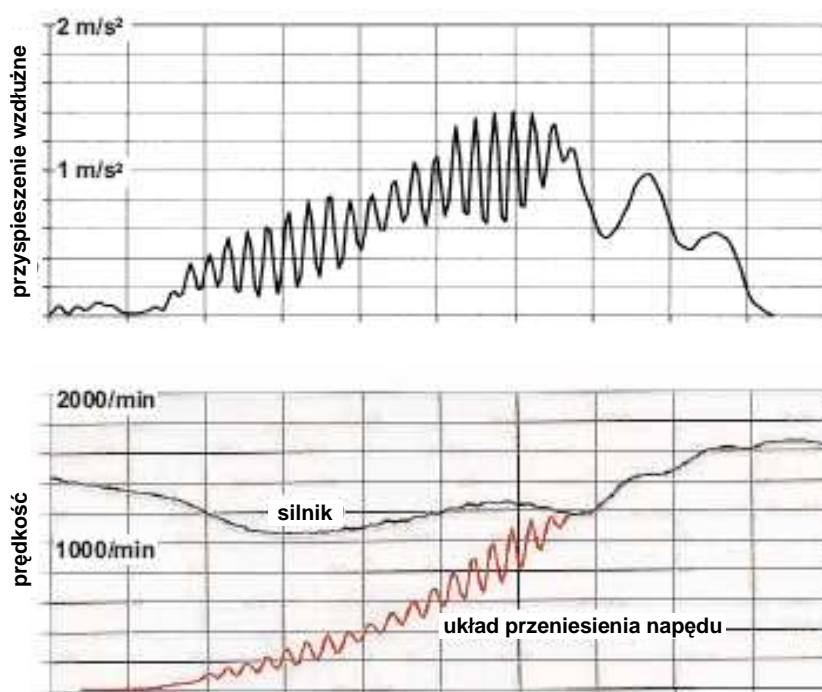 2 m/s²
przyspieszenie wzdłużne
1 m/s²
2000/min
prędkość
silnik
1000/min
układ przeniesienia napędu